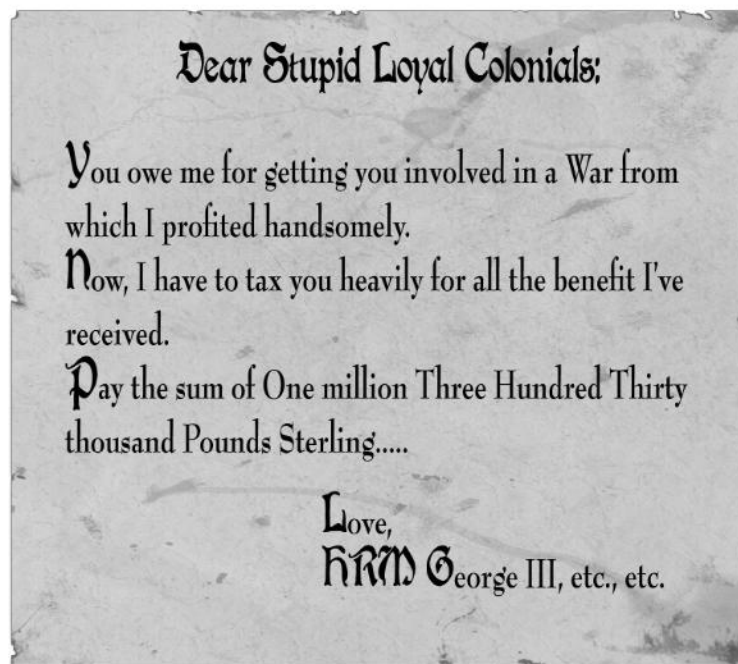 Dear Stupid Loyal Colonials:
You owe me for getting you involved in a War from
which I profited handsomely.
Now, I have to tax you heavily for all the benefit I've
received.
Pay the sum of One million Three Hundred Thirty
thousand Pounds Sterling.....
Love,
HRM George III, etc., etc.